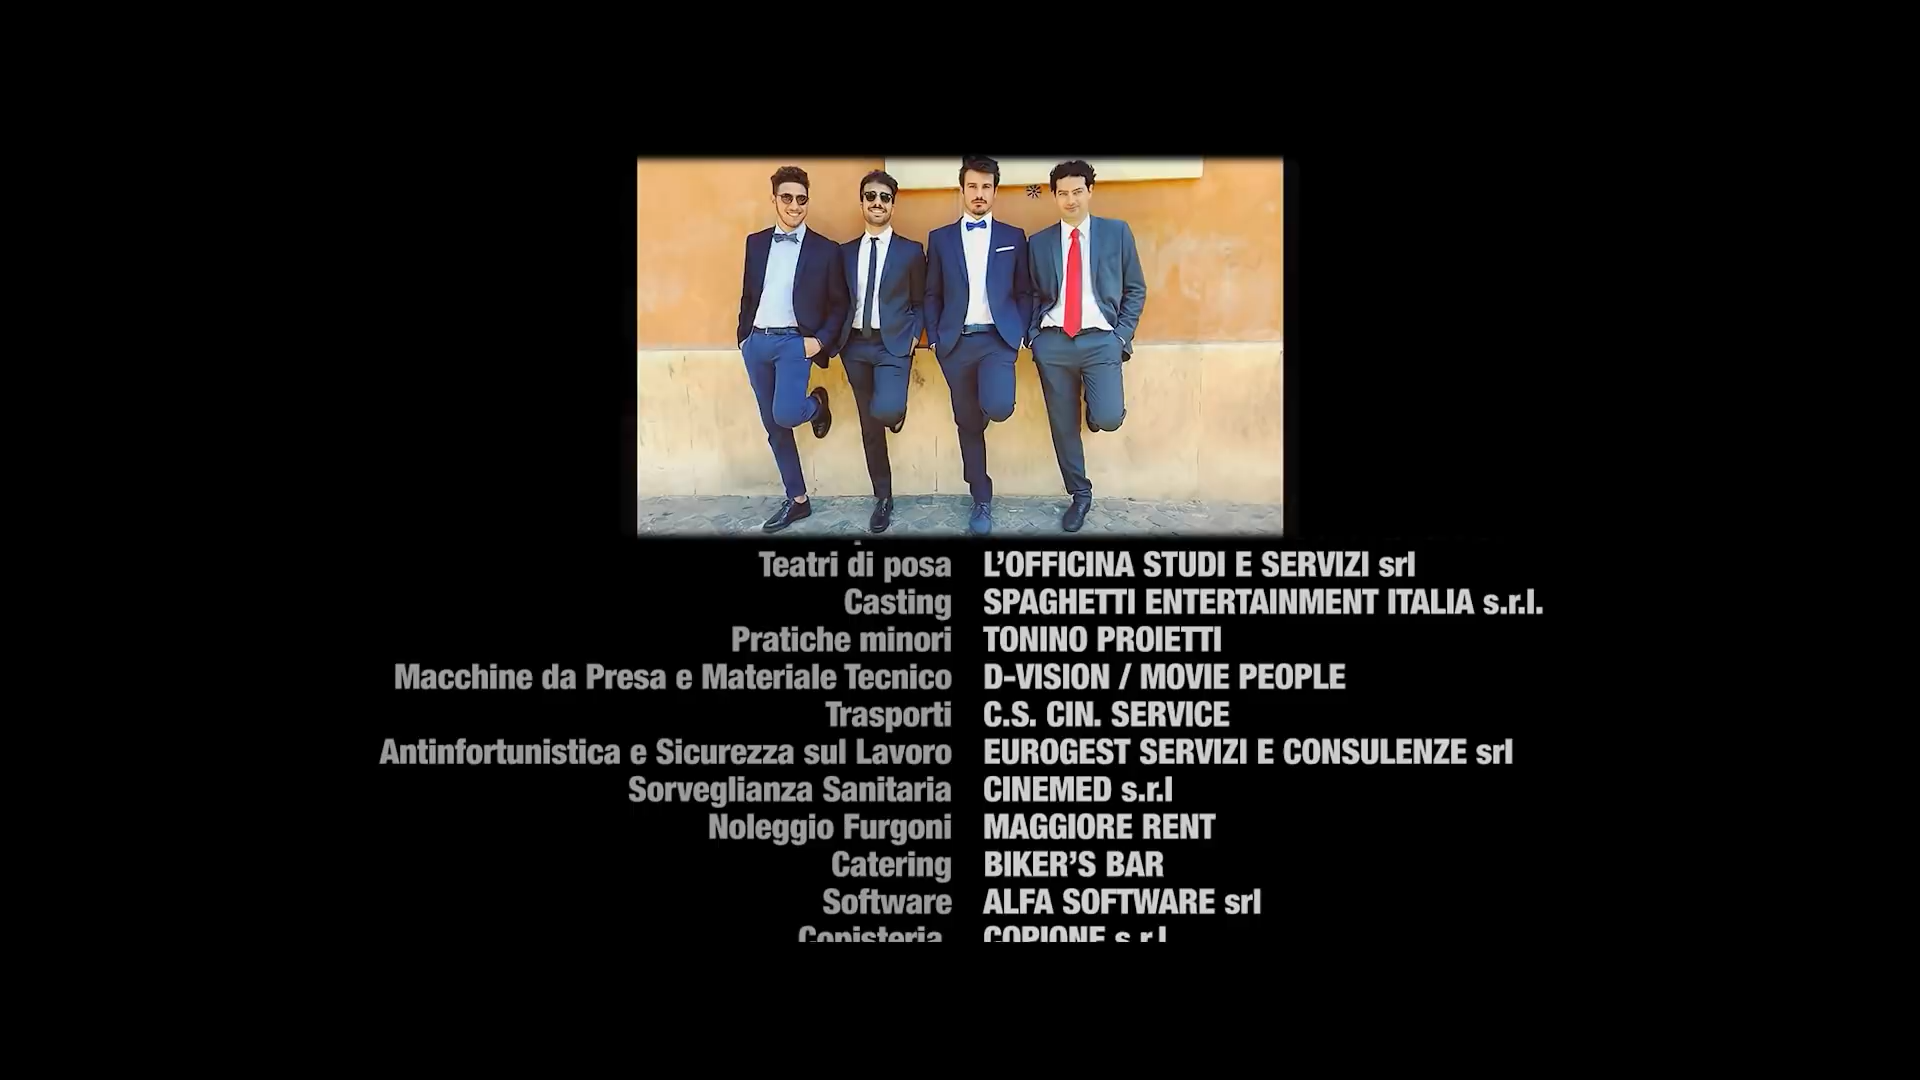 Teatri di posa L'OFFICINA STUDI E SERVIZI srl
Casting SPAGHETTI ENTERTAINMENT ITALIA s.r.l.
Pratiche minori TONINO PROIETTI
Macchine da Presa e Materiale Tecnico D-VISION / MOVIE PEOPLE
Trasporti C.S. CIN. SERVICE
Antinfortunistica e Sicurezza sul Lavoro EUROGEST SERVIZI E CONSULENZE srl
Sorveglianza Sanitaria CINEMED s.r.l
Noleggio Furgoni MAGGIORE RENT
Catering BIKER'S BAR
Software ALFA SOFTWARE srl
Copisteria COPIONE s.r.l